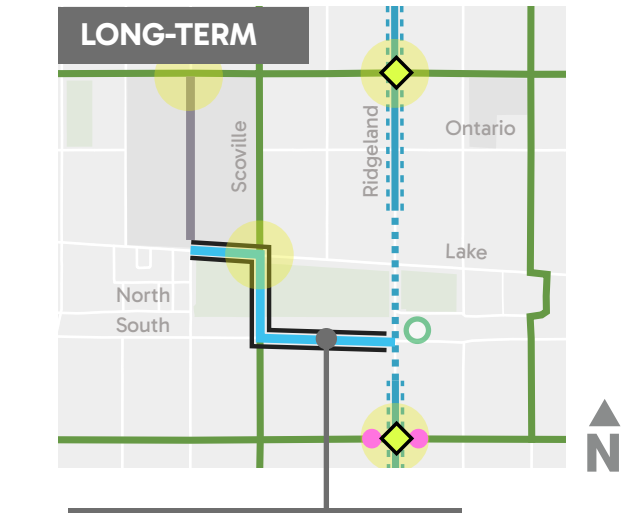 LONG-TERM
Scoville
Ridgeland
Ontario
Lake
North
South
N